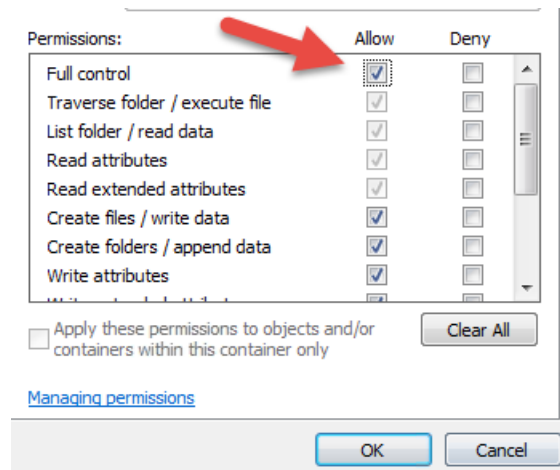 Permissions: Allow Deny
Full control
Traverse folder / execute file
List folder / read data
Read attributes
Read extended attributes
Create files / write data
Create folders / append data
Write attributes
Apply these permissions to objects and/or
containers within this container only
Clear All
Managing permissions
OK Cancel